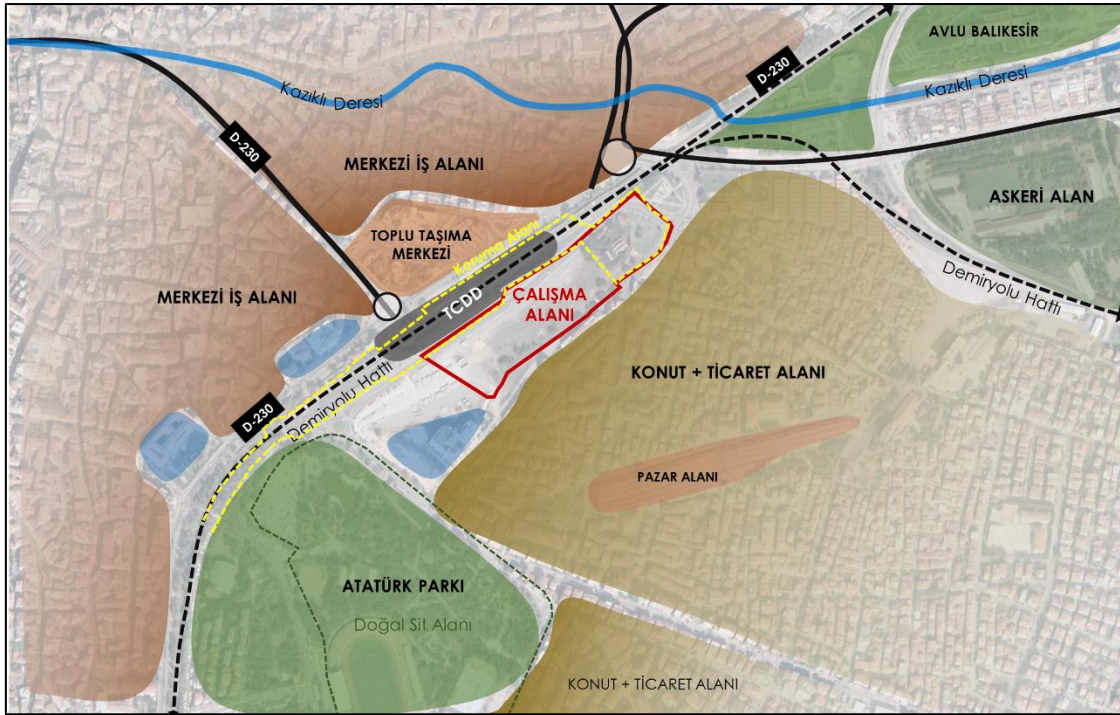 AVLU BALIKESİR
D-230
Kazıklı Deresi
Kazıklı Deresi
D-230
MERKEZİ İŞ ALANI
ASKERİ ALAN
TOPLU TAŞIMA
MERKEZİ
Koruma Alanı
MERKEZİ İŞ ALANI
Demiryolu Hattı
TCDD
ÇALIŞMA
ALANI
KONUT + TİCARET ALANI
Demiryolu Hattı
D-230
PAZAR ALANI
ATATÜRK PARKI
Doğal Sit Alanı
KONUT + TİCARET ALANI